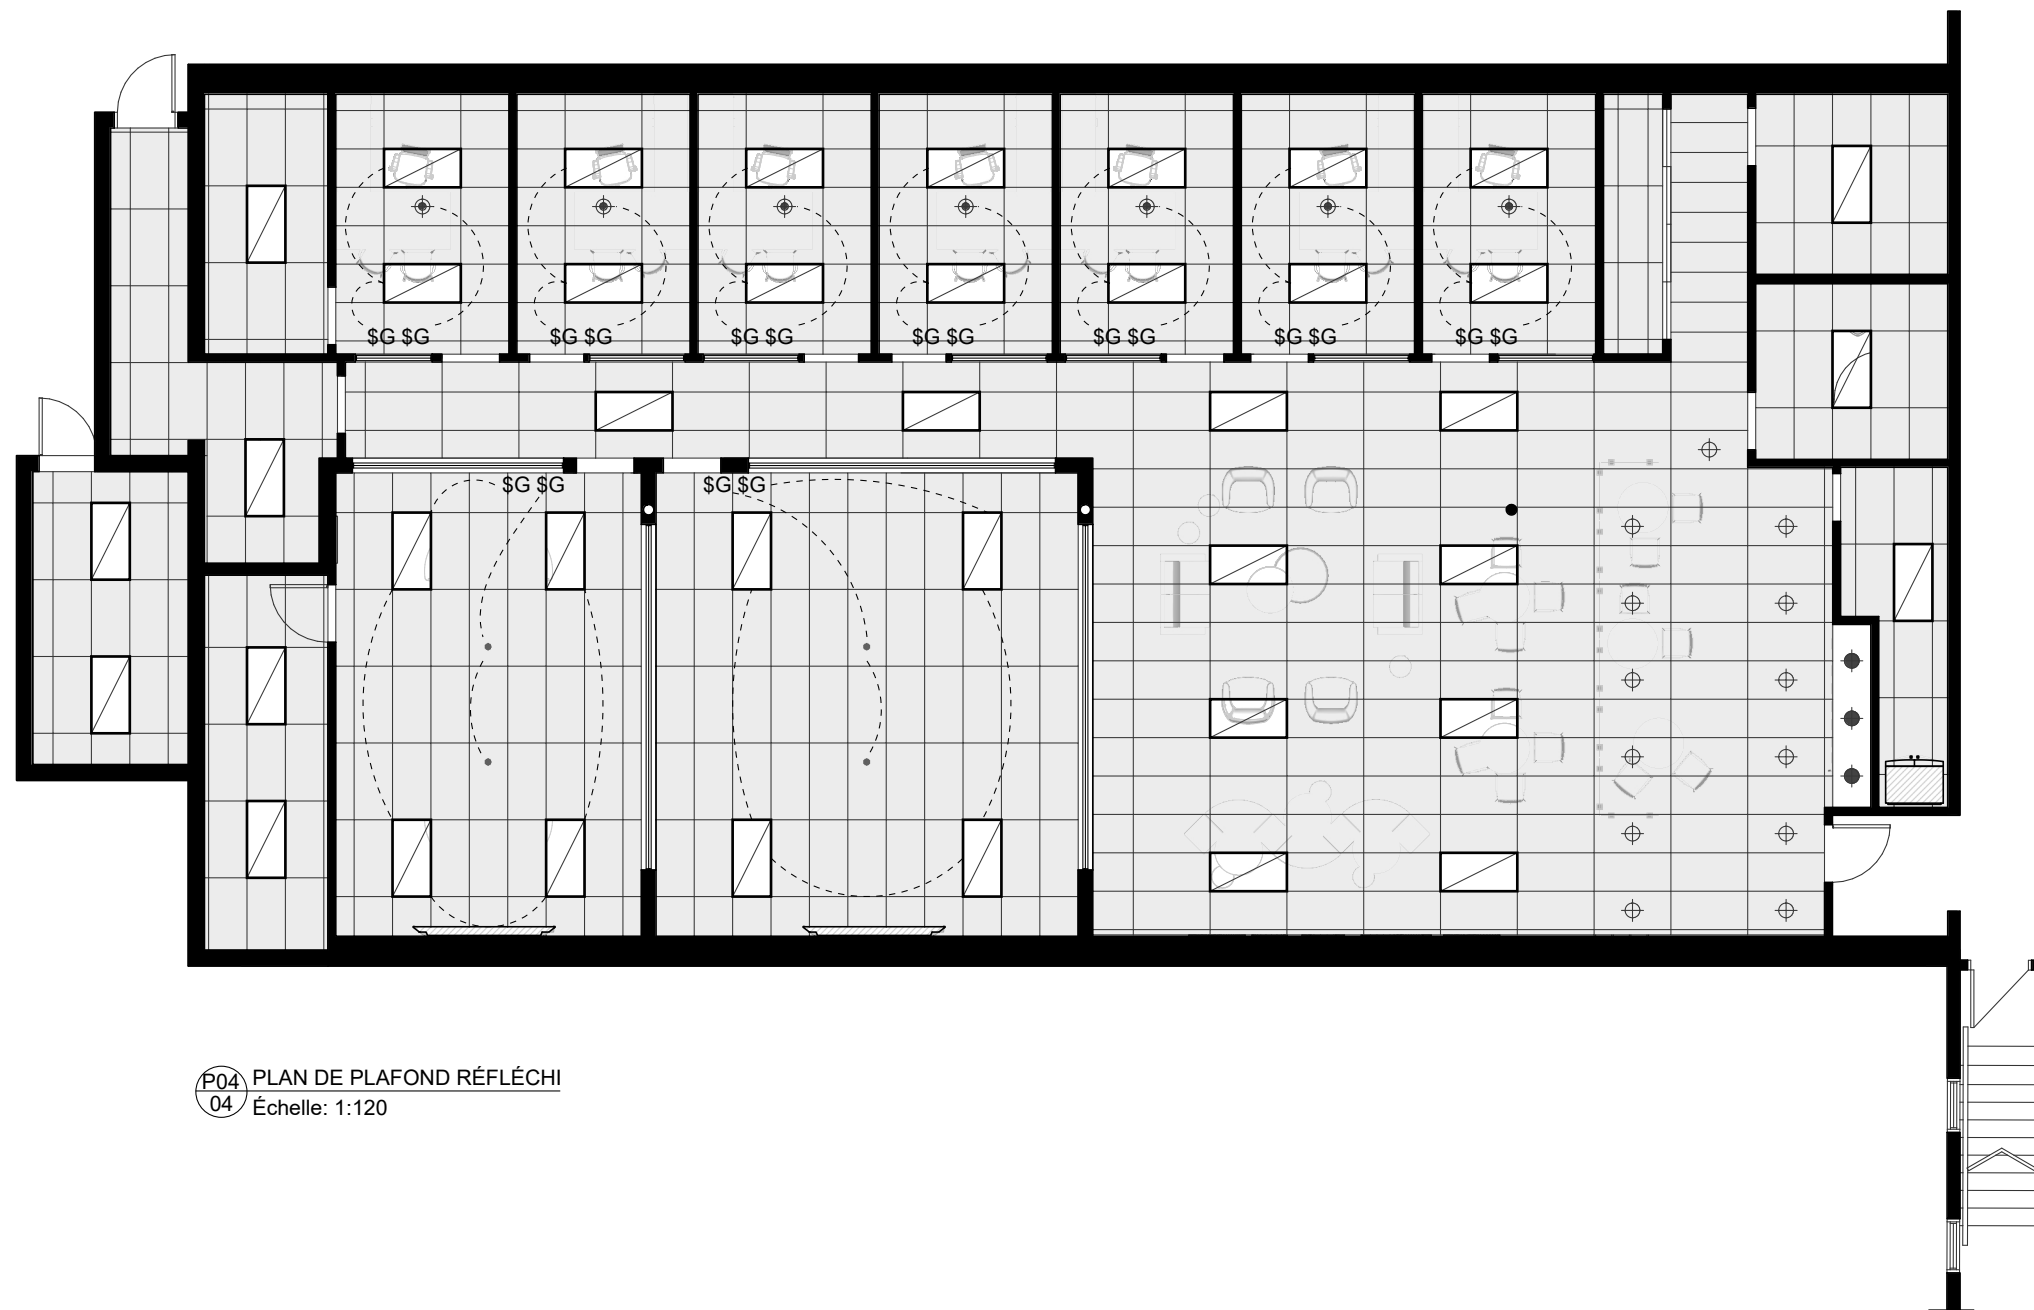 $G $G $G $G $G $G $G $G $G $G $G $G $G $G
$G $G $G $G
P04 PLAN DE PLAFOND RÉFLÉCHI
04 Échelle: 1:120